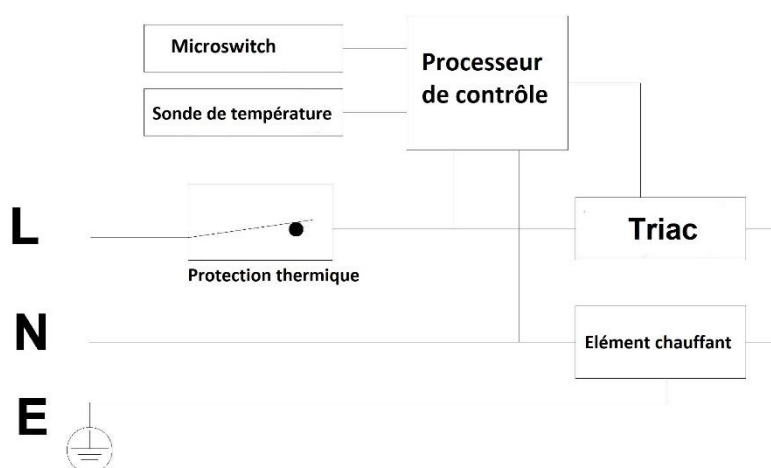 Microswitch
Processeur
de contrôle
Sonde de température
L
Triac
Protection thermique
N
Elément chauffant
E